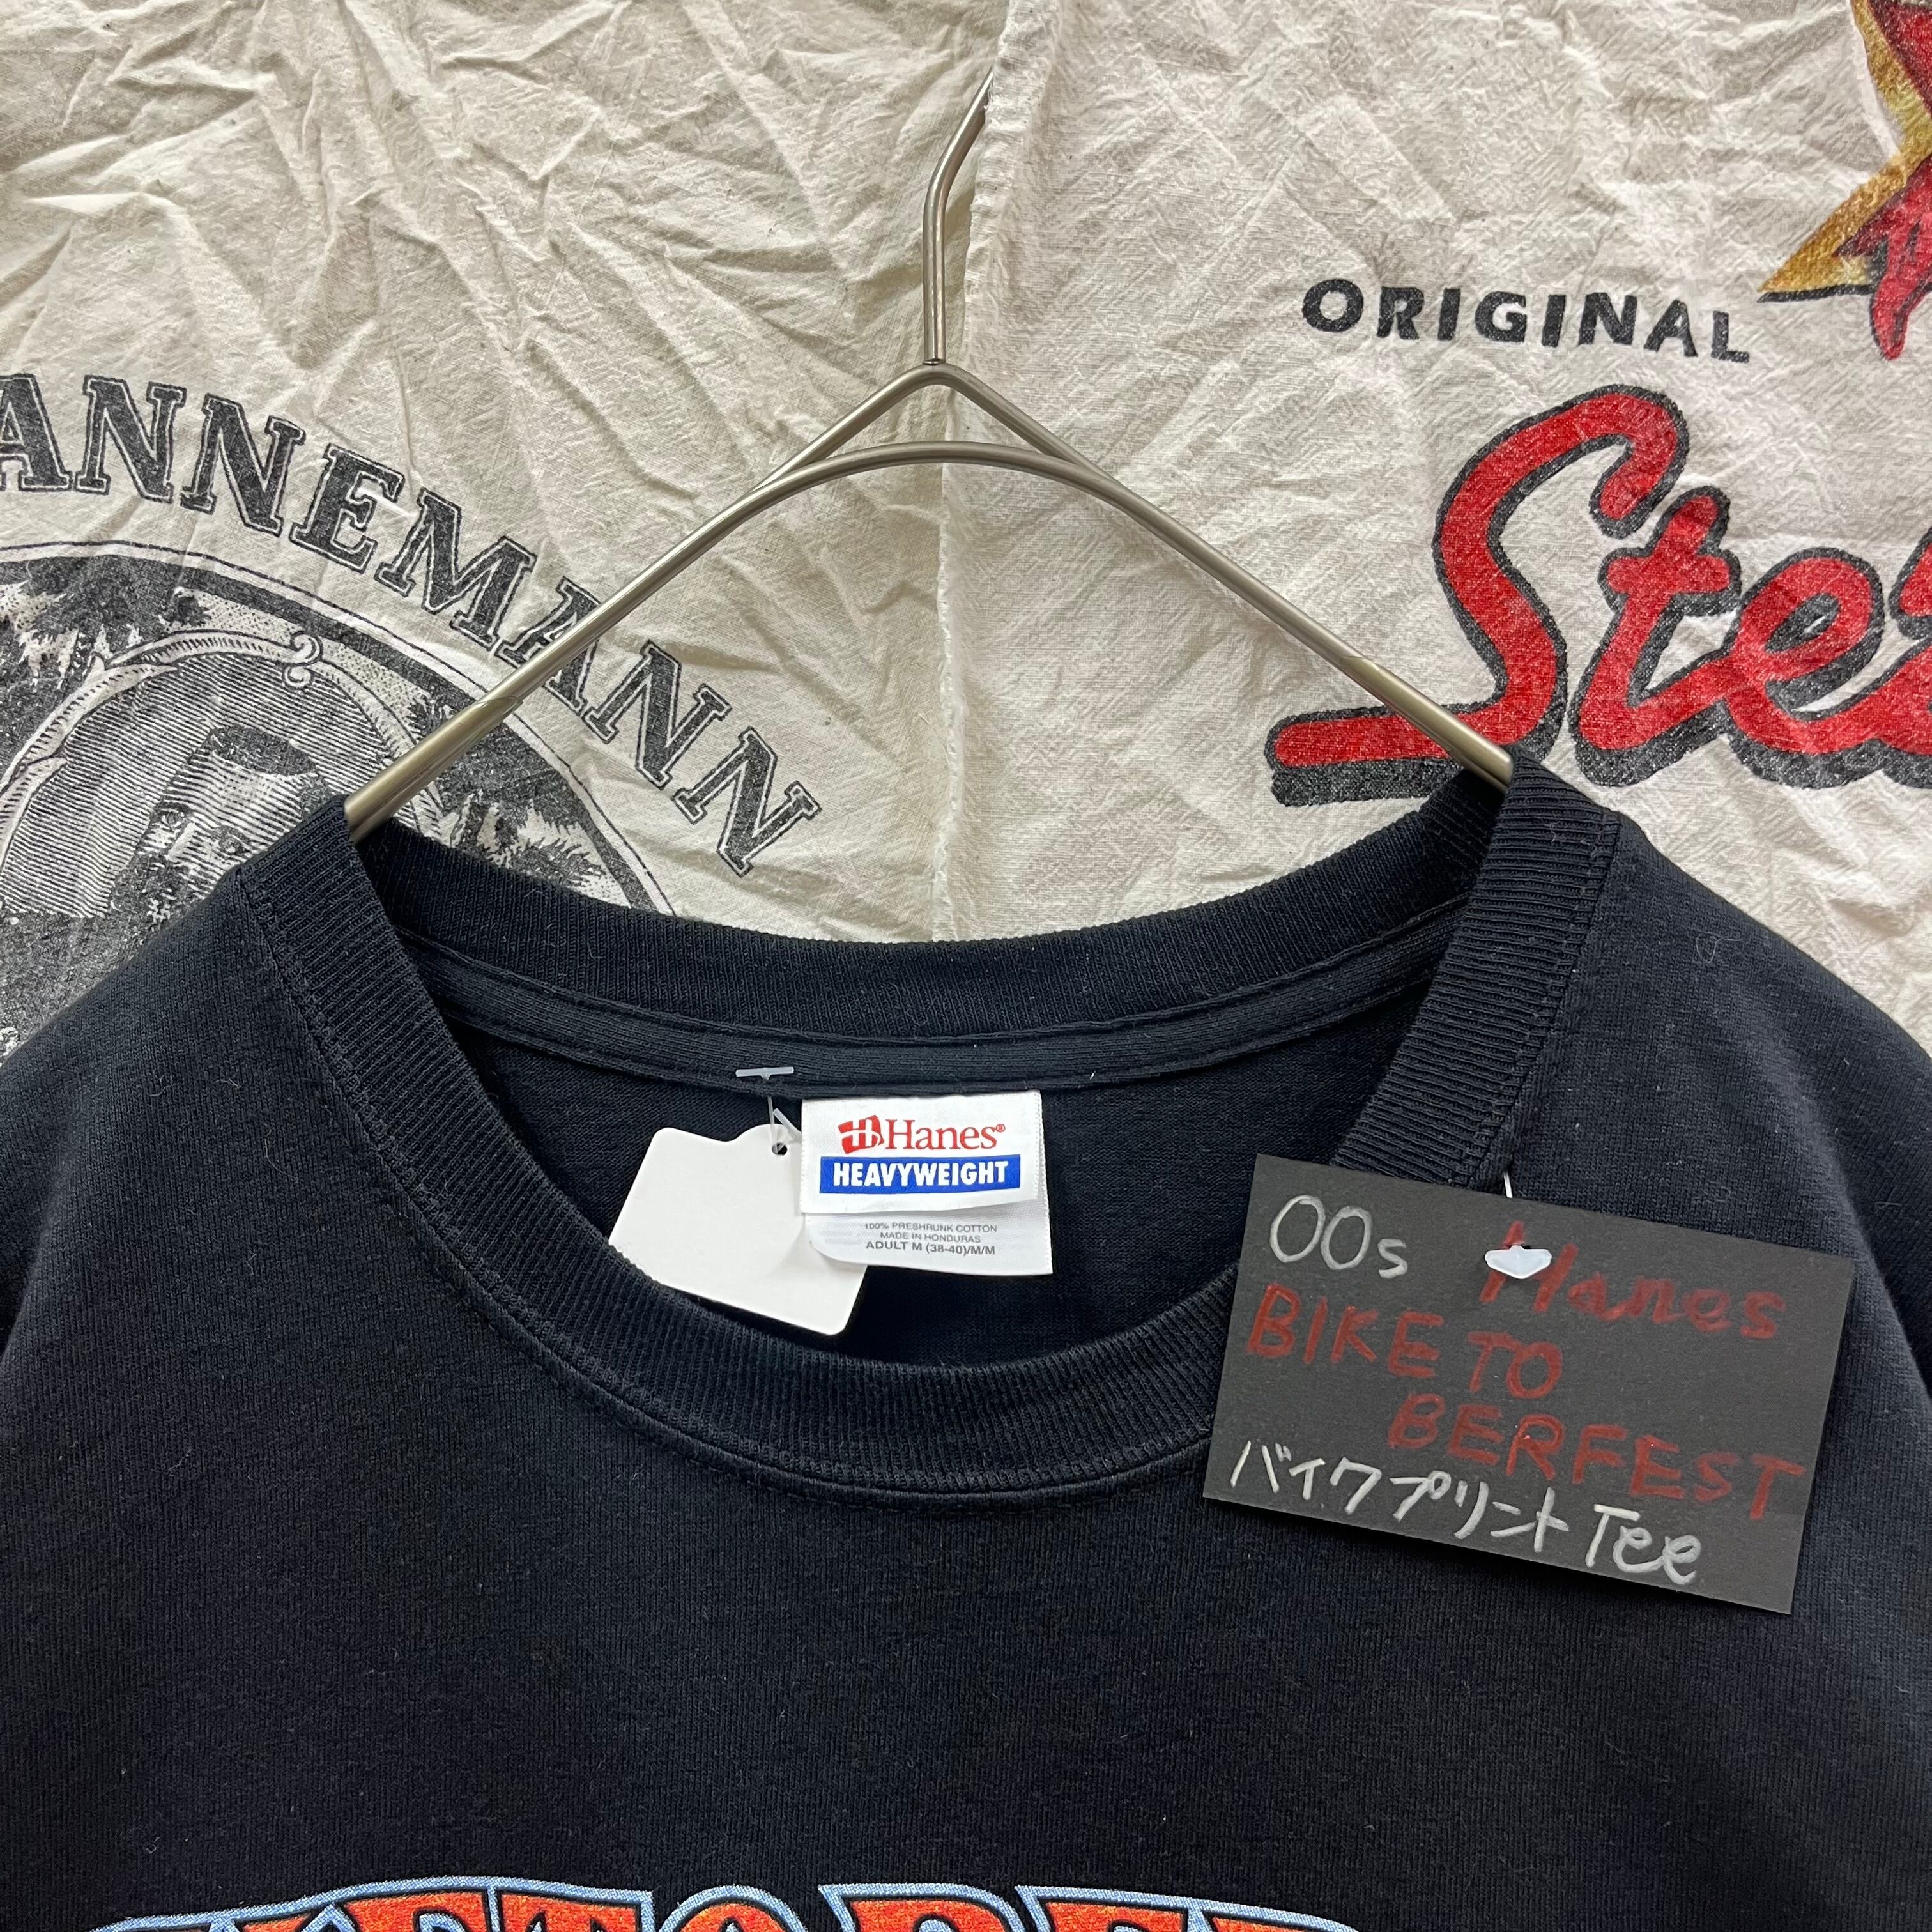 ORIGINAL
ANNEMANN
Ste
Hanes®
HEAVYWEIGHT
100% PRESHRUNK COTTON
MADE IN HONDURAS
ADULT M (38-40)/M/M
00s Hanes
BIKE TO
BERFEST
バイクプリントTee